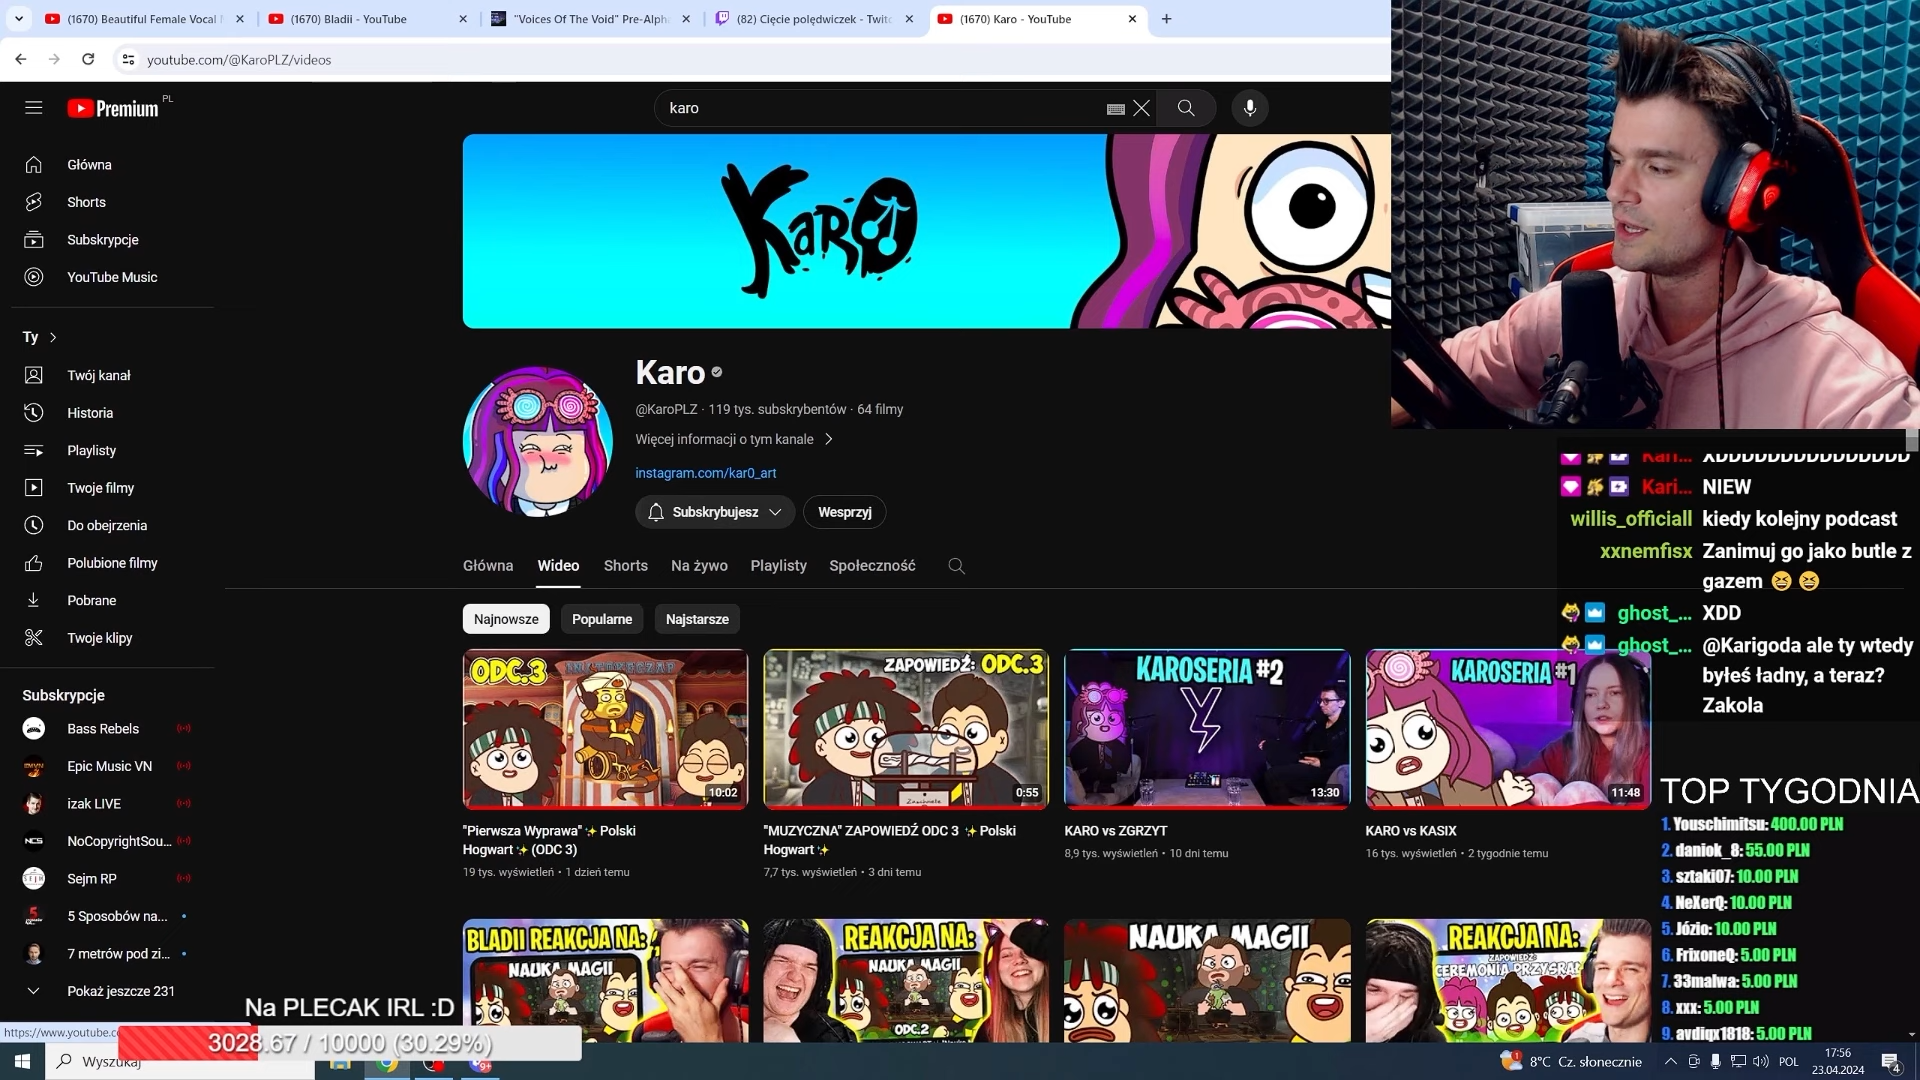 (1670) Beautiful Female Vocal
(1670) Bladii - YouTube
"Voices Of The Void" Pre-Alph
(82) Cięcie polędwiczek - Twitc
(1670) Karo - YouTube
youtube.com/@KaroPLZ/videos
Premium PL
karo
Główna
Shorts
Subskrypcje
YouTube Music
Ty
Twój kanał
Historia
Playlisty
Twoje filmy
Do obejrzenia
Polubione filmy
Pobrane
Twoje klipy
Subskrypcje
Bass Rebels
Epic Music VN
izak LIVE
NoCopyrightSou...
Sejm RP
5 Sposobów na...
7 metrów pod zi...
Pokaż jeszcze 231
KarO
Karo
@KaroPLZ · 119 tys. subskrybentów · 64 filmy
Więcej informacji o tym kanale
instagram.com/kar0_art
Subskrybujesz
Wesprzyj
Główna Wideo Shorts Na żywo Playlisty Społeczność
Najnowsze Popularne Najstarsze
ODC.3
10:02
"Pierwsza Wyprawa"✨Polski
Hogwart✨(ODC 3)
19 tys. wyświetleń • 1 dzień temu
ZAPOWIEDŹ: ODC.3
0:55
"MUZYCZNA" ZAPOWIEDŹ ODC 3 ✨Polski
Hogwart✨
7,7 tys. wyświetleń • 3 dni temu
KAROSERIA #2
13:30
KARO vs ZGRZYT
8,9 tys. wyświetleń • 10 dni temu
KAROSERIA #1
11:48
KARO vs KASIX
16 tys. wyświetleń • 2 tygodnie temu
BLADII REAKCJA NA:
NAUKA MAGII
REAKCJA NA:
NAUKA MAGII
ODC.2
NAUKA MAGII
REAKCJA NA:
ZAPOWIEDŹ:
CEREMONIA PRZYSIĄ
Kari... XDDDDDDDDDDDDDDD
Kari... NIEW
willis_officiall kiedy kolejny podcast
xxnemfisx Zanimuj go jako butle z
gazem 😆 😆
ghost_... XDD
ghost_... @Karigoda ale ty wtedy
byłeś ładny, a teraz?
Zakola
TOP TYGODNIA
1. Youschimitsu: 400.00 PLN
2. daniok_8: 55.00 PLN
3. sztaki07: 10.00 PLN
4. NeXerQ: 10.00 PLN
5. Józio: 10.00 PLN
6. FrixoneQ: 5.00 PLN
7. 33malwa: 5.00 PLN
8. xxx: 5.00 PLN
9. avdiqx1818: 5.00 PLN
Na PLECAK IRL :D
https://www.youtube.c
3028.67 / 10000 (30.29%)
Wyszukaj
8°C Cz. słonecznie
POL
17:56
23.04.2024
4